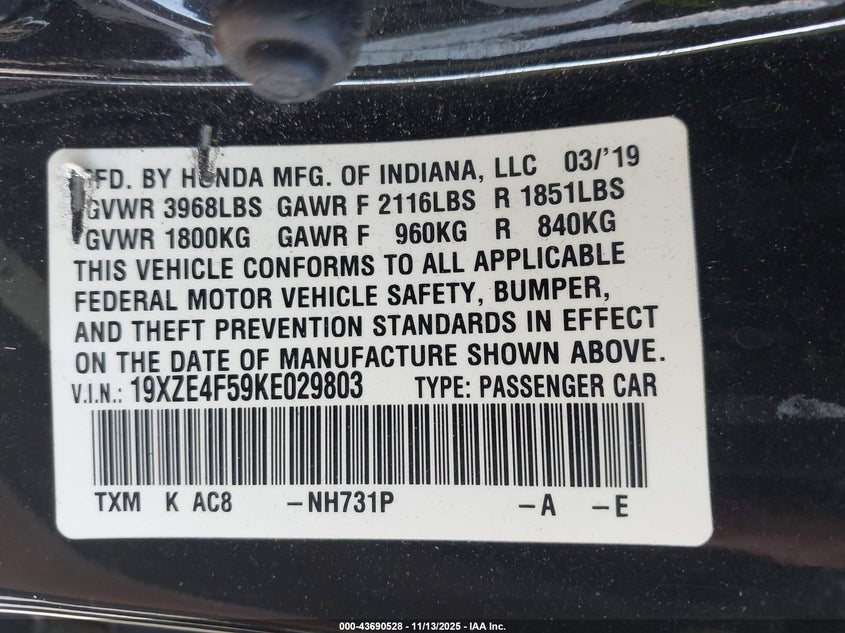 MFD. BY HONDA MFG. OF INDIANA, LLC 03/'19
GVWR 3968LBS GAWR F 2116LBS R 1851LBS
GVWR 1800KG GAWR F 960KG R 840KG
THIS VEHICLE CONFORMS TO ALL APPLICABLE
FEDERAL MOTOR VEHICLE SAFETY, BUMPER,
AND THEFT PREVENTION STANDARDS IN EFFECT
ON THE DATE OF MANUFACTURE SHOWN ABOVE.
V.I.N.: 19XZE4F59KE029803 TYPE: PASSENGER CAR
TXM K AC8 –NH731P –A –E
000-43690528 - 11/13/2025 - IAA Inc.